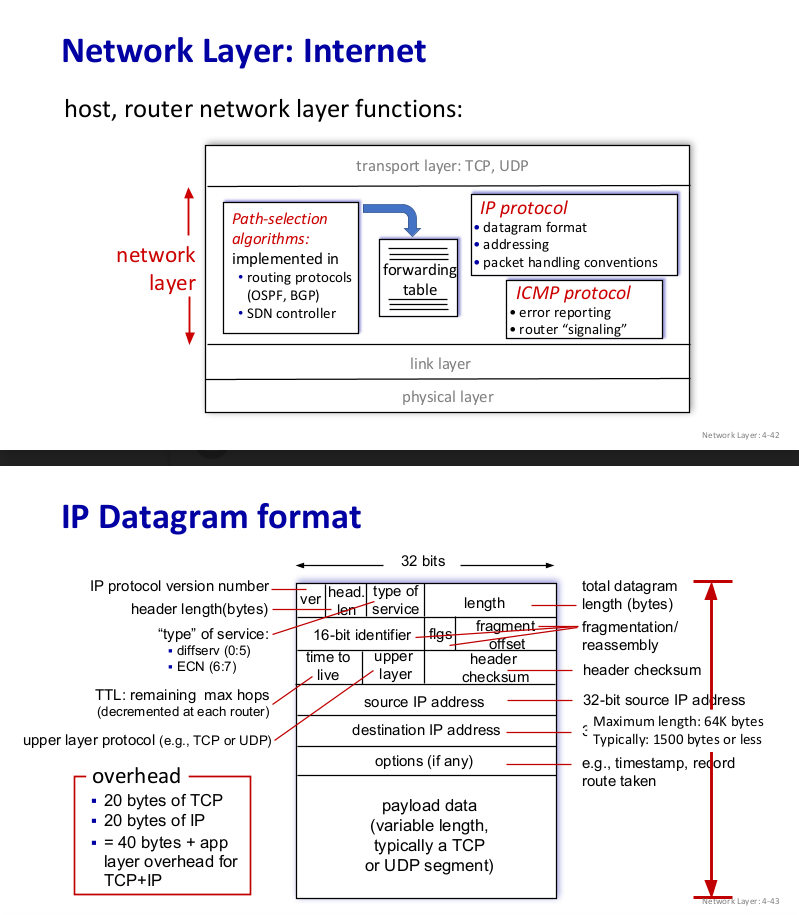 Network Layer: Internet
host, router network layer functions:
transport layer: TCP, UDP
network
layer
Path-selection
algorithms:
implemented in
• routing protocols
(OSPF, BGP)
• SDN controller
forwarding
table
IP protocol
• datagram format
• addressing
• packet handling conventions
ICMP protocol
• error reporting
• router “signaling”
link layer
physical layer
Network Layer: 4-42
IP Datagram format
32 bits
IP protocol version number
header length(bytes)
“type” of service:
▪ diffserv (0:5)
▪ ECN (6:7)
TTL: remaining max hops
(decremented at each router)
upper layer protocol (e.g., TCP or UDP)
overhead
▪ 20 bytes of TCP
▪ 20 bytes of IP
▪ = 40 bytes + app
layer overhead for
TCP+IP
ver
head.
len
type of
service
length
16-bit identifier
flgs
fragment
offset
time to
live
upper
layer
header
checksum
source IP address
destination IP address
options (if any)
payload data
(variable length,
typically a TCP
or UDP segment)
total datagram
length (bytes)
fragmentation/
reassembly
header checksum
32-bit source IP address
Maximum length: 64K bytes
Typically: 1500 bytes or less
e.g., timestamp, record
route taken
Network Layer: 4-43